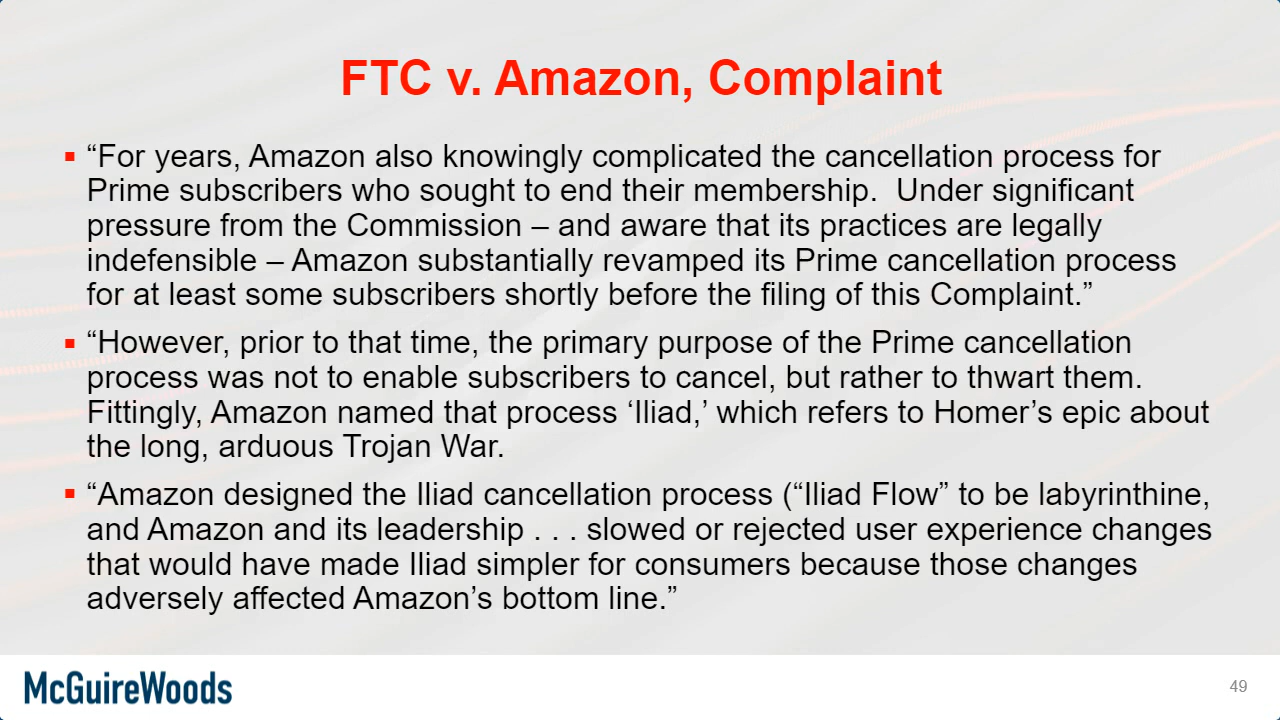 FTC v. Amazon, Complaint
▪ “For years, Amazon also knowingly complicated the cancellation process for
Prime subscribers who sought to end their membership.  Under significant
pressure from the Commission – and aware that its practices are legally
indefensible – Amazon substantially revamped its Prime cancellation process
for at least some subscribers shortly before the filing of this Complaint.”
▪ “However, prior to that time, the primary purpose of the Prime cancellation
process was not to enable subscribers to cancel, but rather to thwart them.
Fittingly, Amazon named that process ‘Iliad,’ which refers to Homer’s epic about
the long, arduous Trojan War.
▪ “Amazon designed the Iliad cancellation process (“Iliad Flow” to be labyrinthine,
and Amazon and its leadership . . . slowed or rejected user experience changes
that would have made Iliad simpler for consumers because those changes
adversely affected Amazon’s bottom line.”
McGuireWoods
49